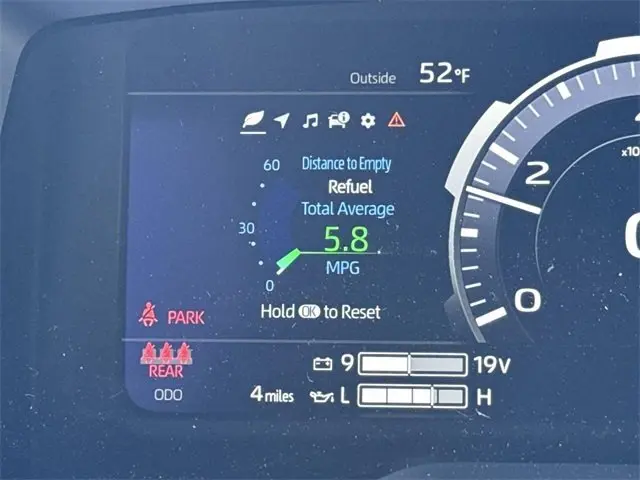 Outside 52°F
60 Distance to Empty
Refuel
Total Average
30 5.8
MPG
0
Hold OK to Reset
PARK
REAR
ODO 4 miles
9 19V
L H
x10
2
0